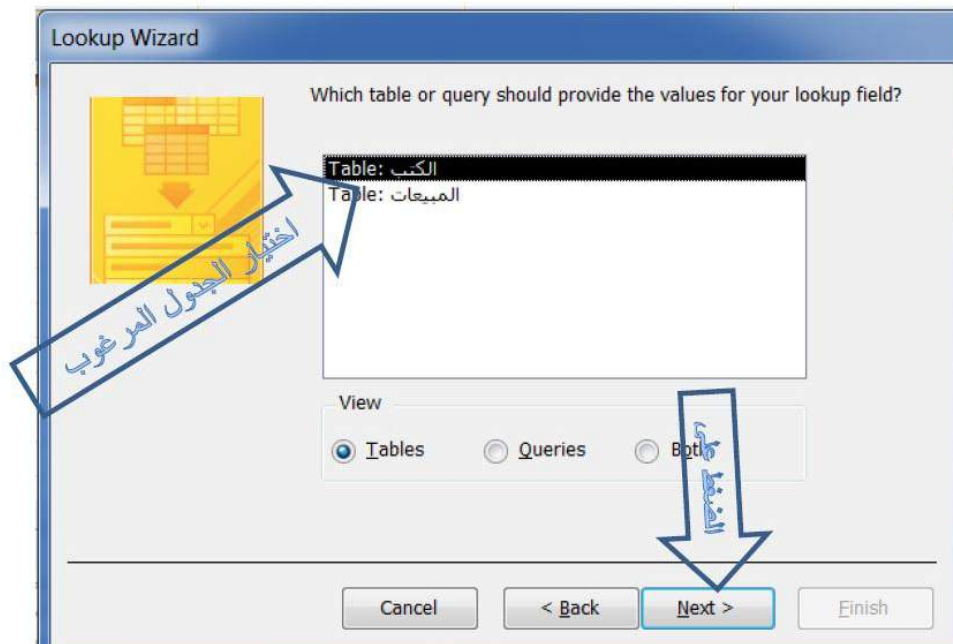 Lookup Wizard
Which table or query should provide the values for your lookup field?
Table: الكتب
Table: المبيعات
اختيار الجدول المرغوب
View
Tables
Queries
Both
الضغط على
Cancel
< Back
Next >
Finish